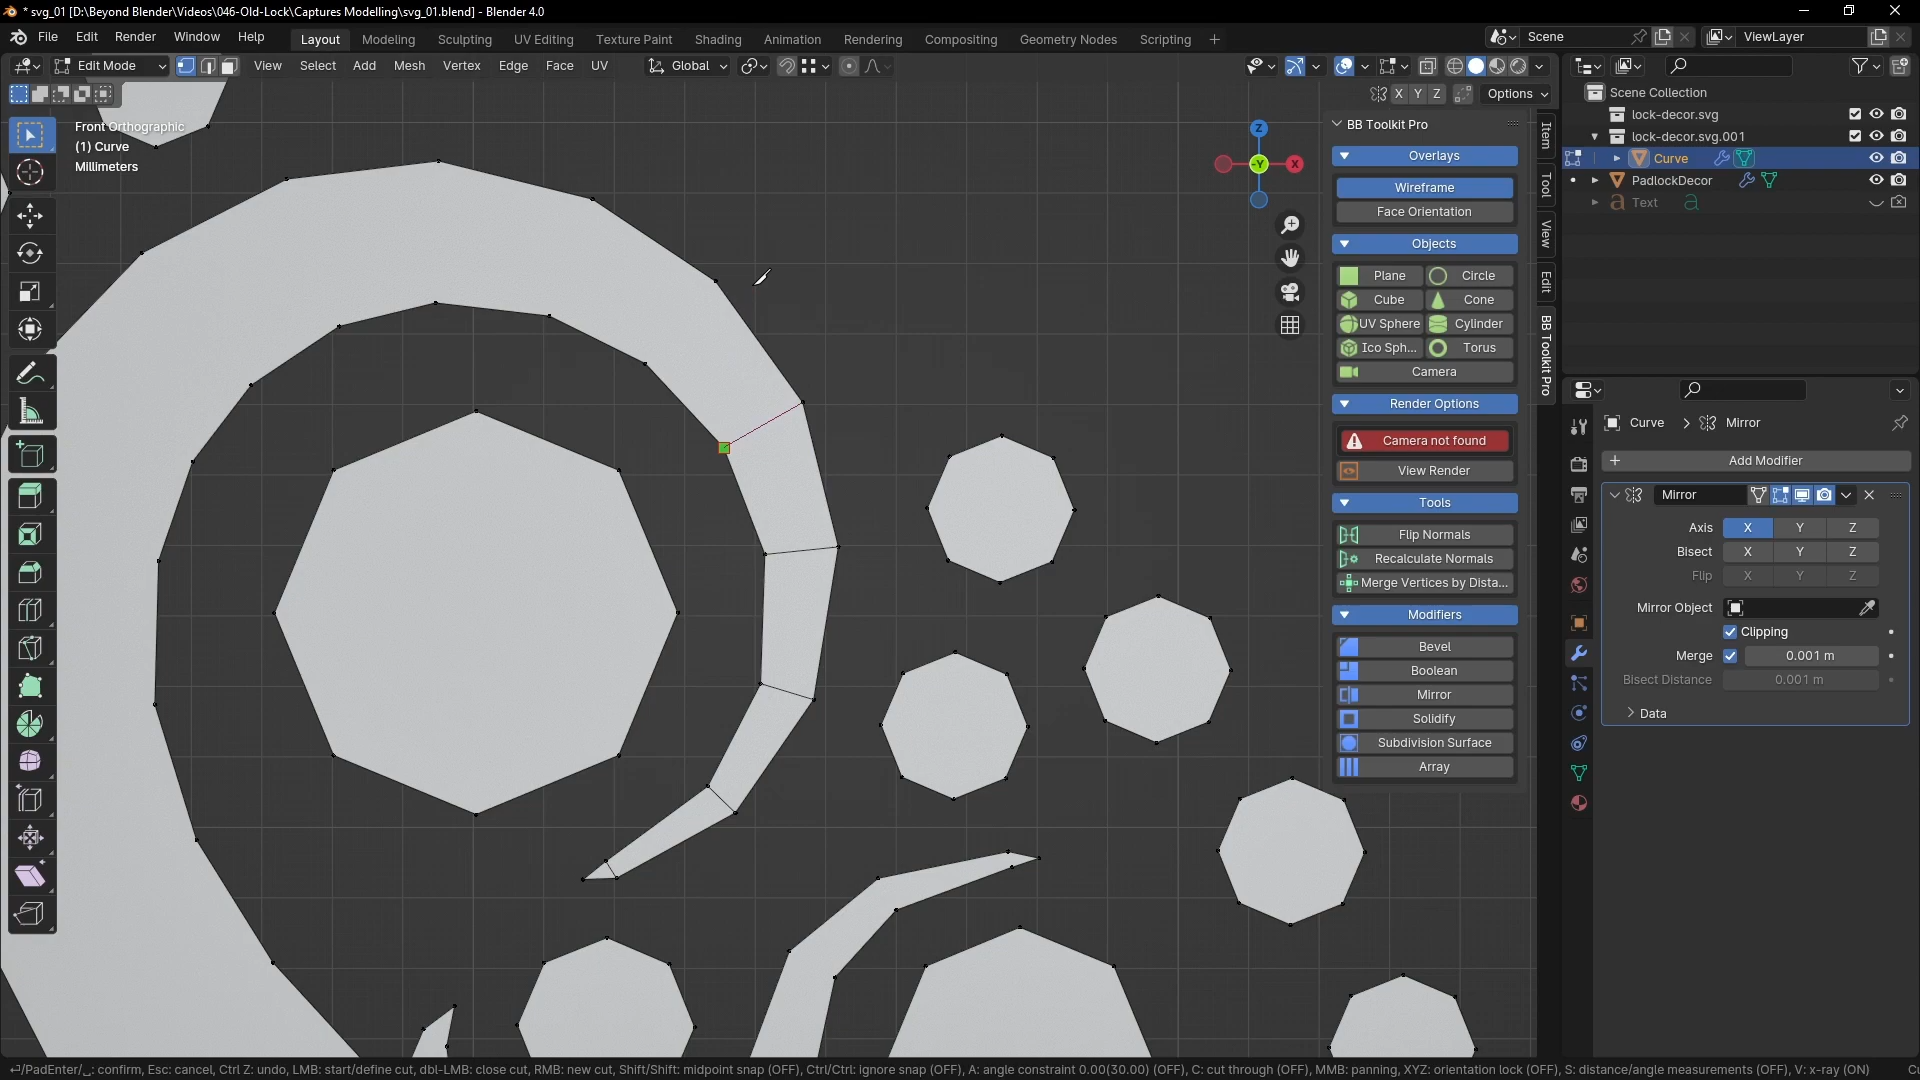 * svg_01 [D:\Beyond Blender\Videos\046-Old-Lock\Captures Modelling\svg_01.blend] - Blender 4.0
File Edit Render Window Help Layout Modeling Sculpting UV Editing Texture Paint Shading Animation Rendering Compositing Geometry Nodes Scripting + Scene ViewLayer
Edit Mode View Select Add Mesh Vertex Edge Face UV Global
X Y Z Options
Front Orthographic
(1) Curve
Millimeters
Z
-Y X
BB Toolkit Pro
Overlays
Wireframe
Face Orientation
Objects
Plane Circle
Cube Cone
UV Sphere Cylinder
Ico Sph... Torus
Camera
Render Options
Camera not found
View Render
Tools
Flip Normals
Recalculate Normals
Merge Vertices by Dista...
Modifiers
Bevel
Boolean
Mirror
Solidify
Subdivision Surface
Array
Item
Tool
View
Edit
BB Toolkit Pro
Scene Collection
lock-decor.svg
lock-decor.svg.001
Curve
PadlockDecor
Text
Curve > Mirror
+ Add Modifier
Mirror
Axis X Y Z
Bisect X Y Z
Flip X Y Z
Mirror Object
Clipping
Merge 0.001 m
Bisect Distance 0.001 m
Data
⏎/PadEnter/␣: confirm, Esc: cancel, Ctrl Z: undo, LMB: start/define cut, dbl-LMB: close cut, RMB: new cut, Shift/Shift: midpoint snap (OFF), Ctrl/Ctrl: ignore snap (OFF), A: angle constraint 0.00(30.00) (OFF), C: cut through (OFF), MMB: panning, XYZ: orientation lock (OFF), S: distance/angle measurements (OFF), V: x-ray (ON)